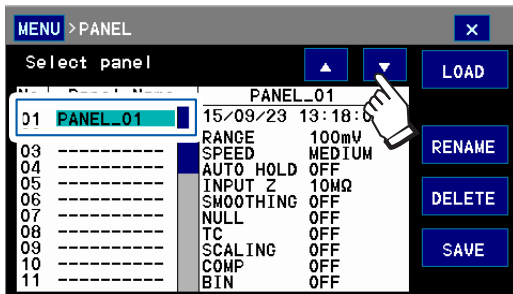 MENU >PANEL ×
Select panel ▲ ▼ LOAD
PANEL_01
01 PANEL_01 15/09/23 13:18:
RANGE 100mV
03 ---------- SPEED MEDIUM RENAME
04 ---------- AUTO HOLD OFF
05 ---------- INPUT Z 10MΩ
06 ---------- SMOOTHING OFF DELETE
07 ---------- NULL OFF
08 ---------- TC OFF
09 ---------- SCALING OFF SAVE
10 ---------- COMP OFF
11 ---------- BIN OFF